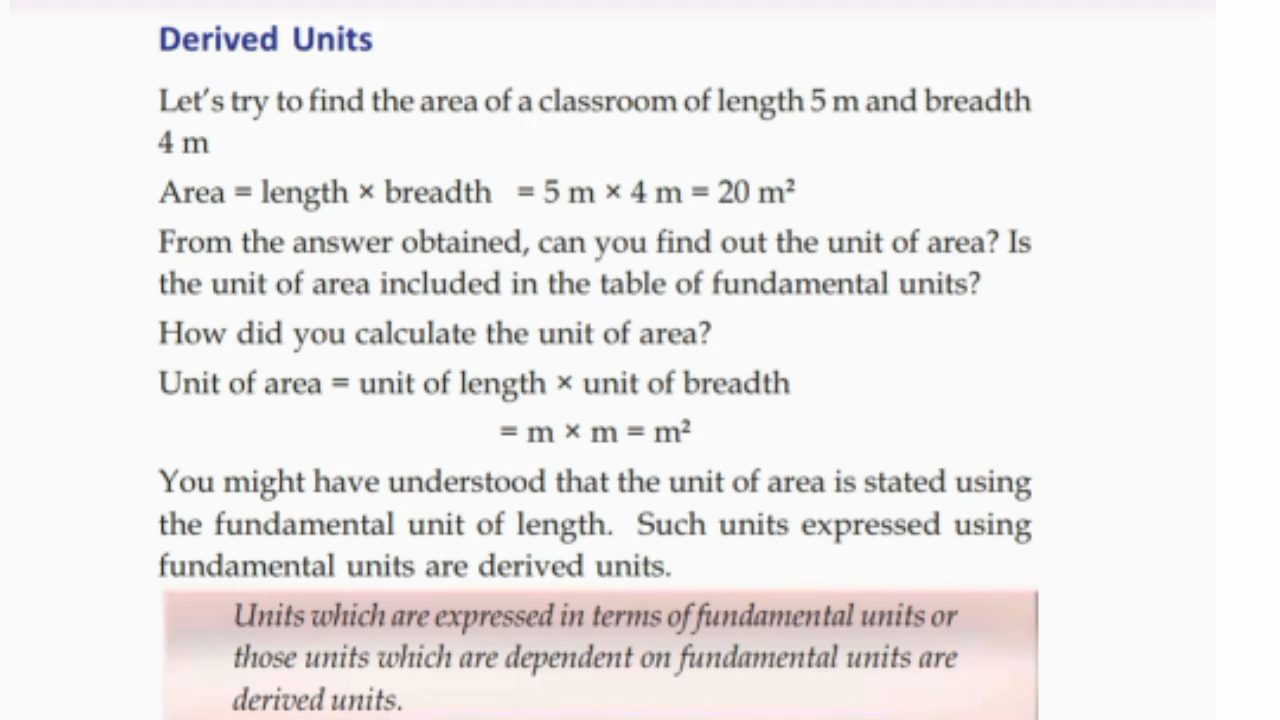 Derived Units
Let's try to find the area of a classroom of length 5 m and breadth
4 m
Area = length × breadth = 5 m × 4 m = 20 m²
From the answer obtained, can you find out the unit of area? Is
the unit of area included in the table of fundamental units?
How did you calculate the unit of area?
Unit of area = unit of length × unit of breadth
= m × m = m²
You might have understood that the unit of area is stated using
the fundamental unit of length. Such units expressed using
fundamental units are derived units.
Units which are expressed in terms of fundamental units or
those units which are dependent on fundamental units are
derived units.